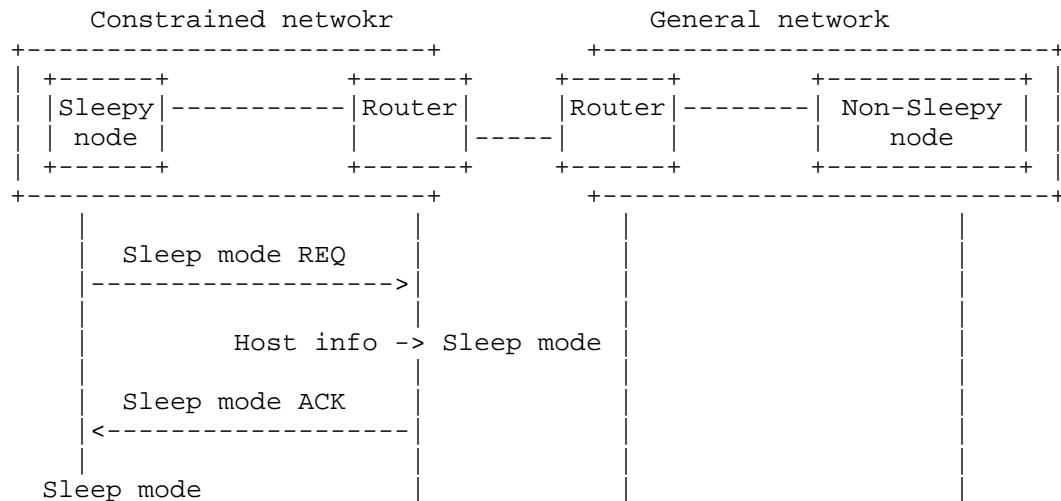 Constrained netwokr General network
Sleepy Router Router Non-Sleepy
node node
Sleep mode REQ
Host info -> Sleep mode
Sleep mode ACK
Sleep mode